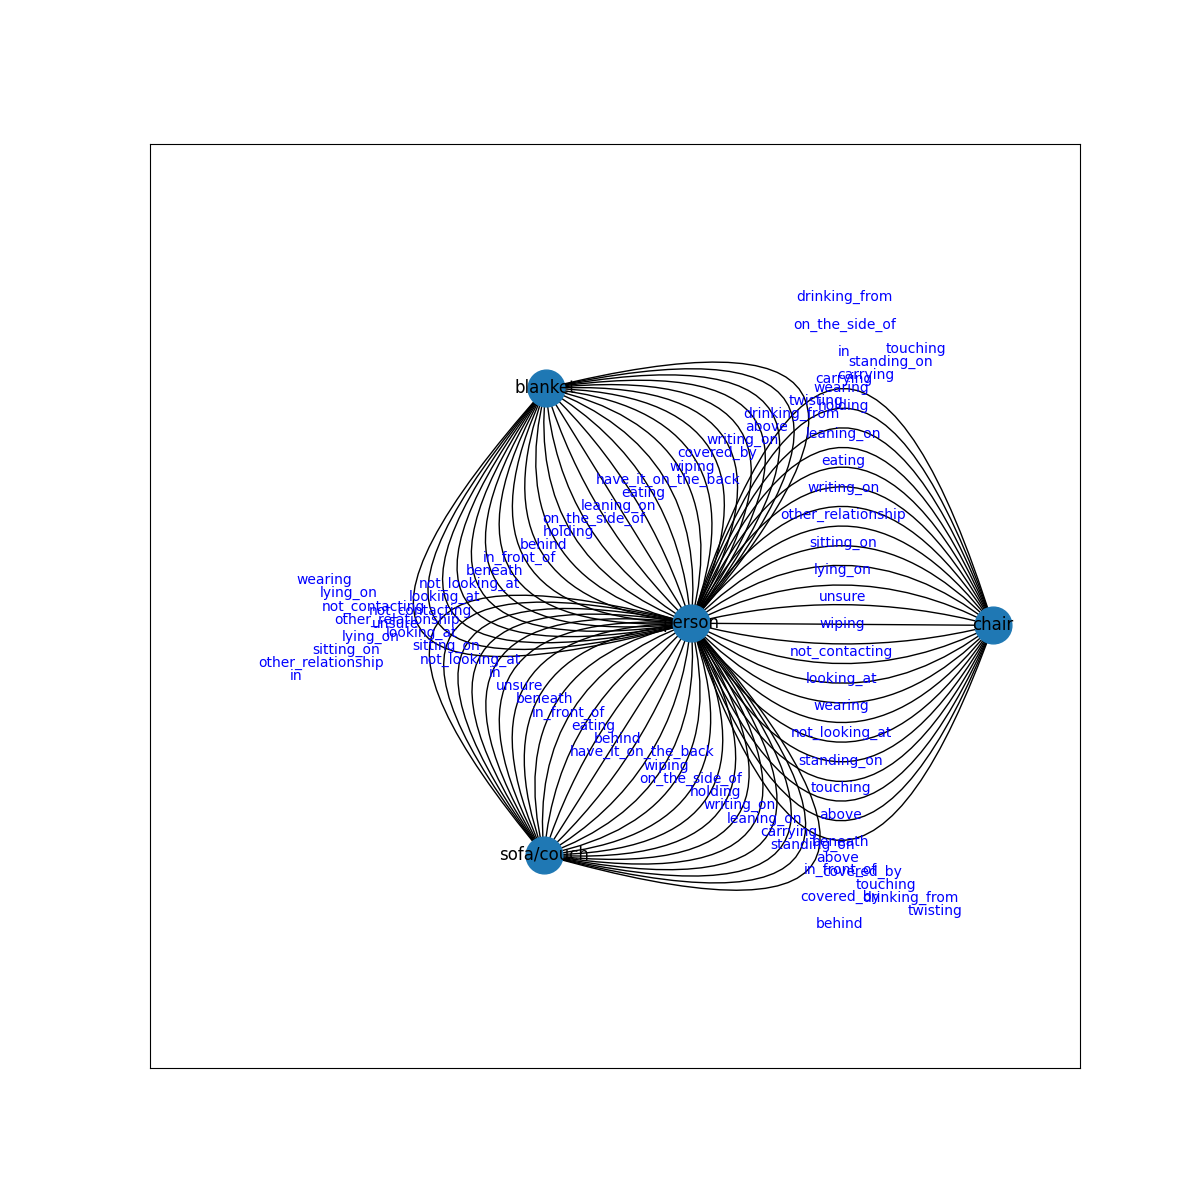 drinking_from
on_the_side_of
in
touching
standing_on
carrying
carrying
wearing
twisting
holding
drinking_from
above
leaning_on
writing_on
covered_by
eating
wiping
have_it_on_the_back
writing_on
eating
leaning_on
other_relationship
on_the_side_of
holding
sitting_on
behind
in_front_of
lying_on
beneath
not_looking_at
looking_at
unsure
not_contacting
wearing
lying_on
not_contacting
other_relationship
unsure
looking_at
lying_on
sitting_on
sitting_on
not_looking_at
other_relationship
in
in
unsure
beneath
in_front_of
eating
behind
have_it_on_the_back
wiping
on_the_side_of
holding
writing_on
leaning_on
carrying
standing_on
wiping
not_contacting
looking_at
wearing
not_looking_at
standing_on
touching
above
beneath
above
in_front_of
covered_by
touching
covered_by
drinking_from
twisting
behind
blanket
person
chair
sofa/couch